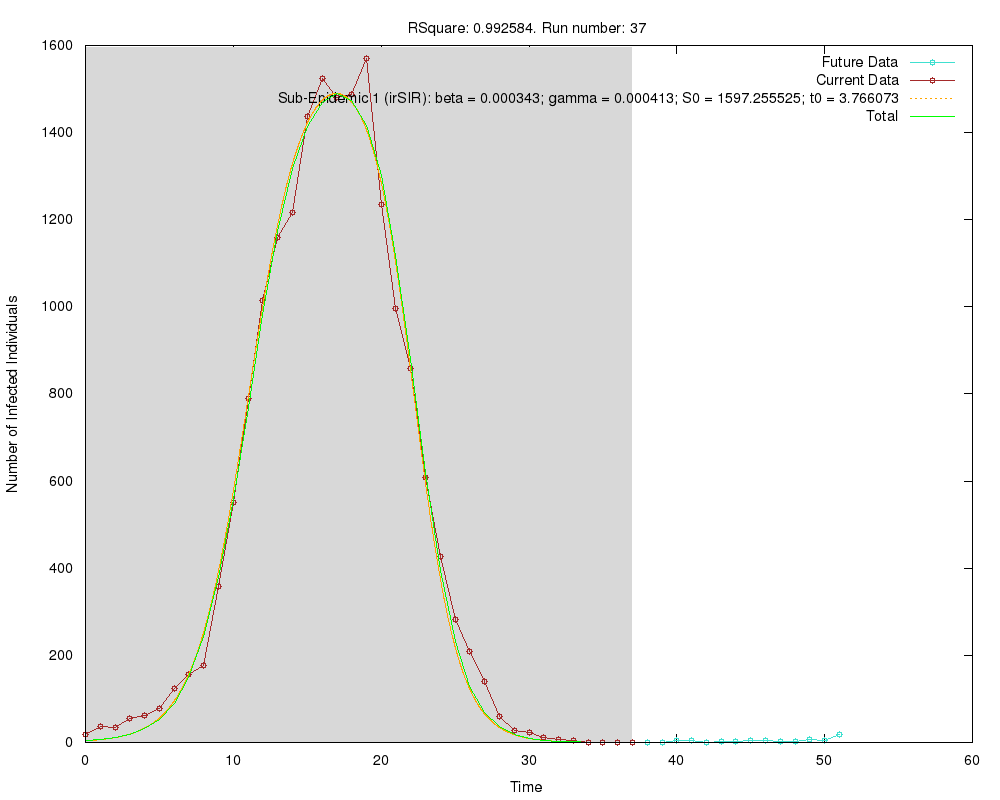 RSquare: 0.992584. Run number: 37
1600
1400
1200
1000
800
600
400
200
0
Number of Infected Individuals
Future Data
Current Data
Sub-Epidemic 1 (irSIR): beta = 0.000343; gamma = 0.000413; S0 = 1597.255525; t0 = 3.766073
Total
0 10 20 30 40 50 60
Time